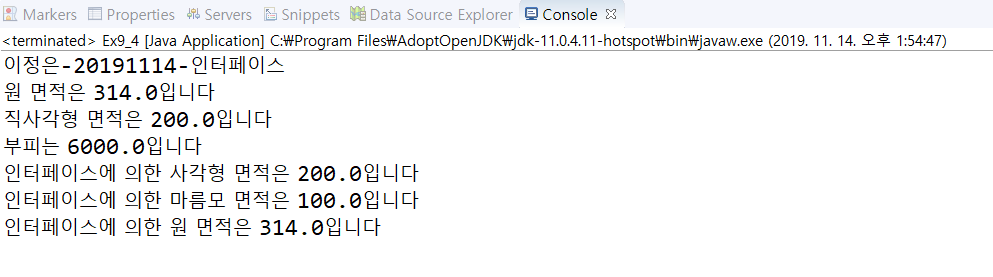 Markers Properties Servers Snippets Data Source Explorer Console
<terminated> Ex9_4 [Java Application] C:₩Program Files₩AdoptOpenJDK₩jdk-11.0.4.11-hotspot₩bin₩javaw.exe (2019. 11. 14. 오후 1:54:47)
이정은-20191114-인터페이스
원 면적은 314.0입니다
직사각형 면적은 200.0입니다
부피는 6000.0입니다
인터페이스에 의한 사각형 면적은 200.0입니다
인터페이스에 의한 마름모 면적은 100.0입니다
인터페이스에 의한 원 면적은 314.0입니다